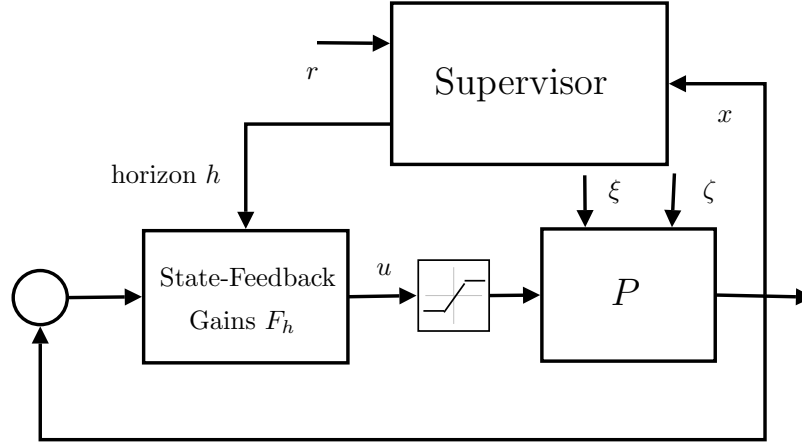 Supervisor
r
x
horizon h
ξ
ζ
State-Feedback
Gains F_h
u
P